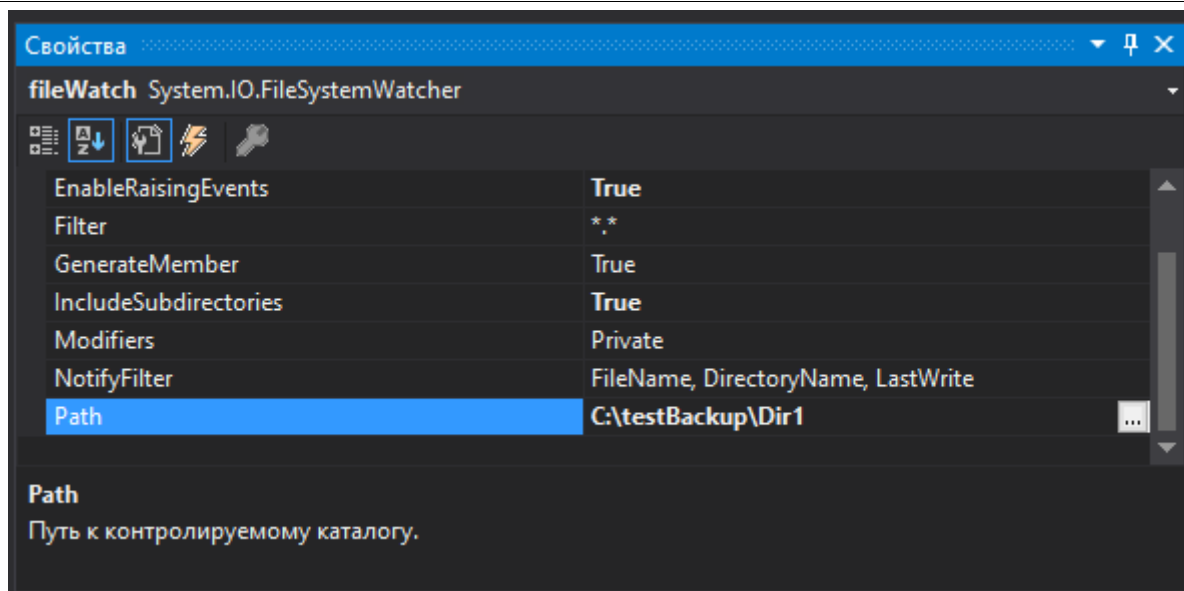 Свойства
fileWatch System.IO.FileSystemWatcher
EnableRaisingEvents True
Filter *.*
GenerateMember True
IncludeSubdirectories True
Modifiers Private
NotifyFilter FileName, DirectoryName, LastWrite
Path C:\testBackup\Dir1 ...
Path
Путь к контролируемому каталогу.